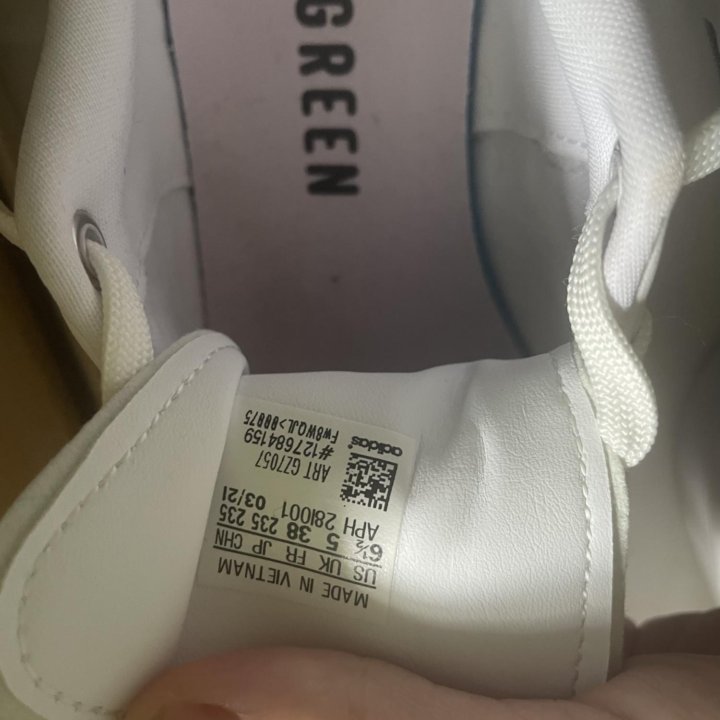 GREEN
MADE IN VIETNAM
US UK FR JP CHN
6½ 5 38 235 235
APH 281001 03/21
ART GZ7057
#127684159
FW8WQJL>00075
adidas